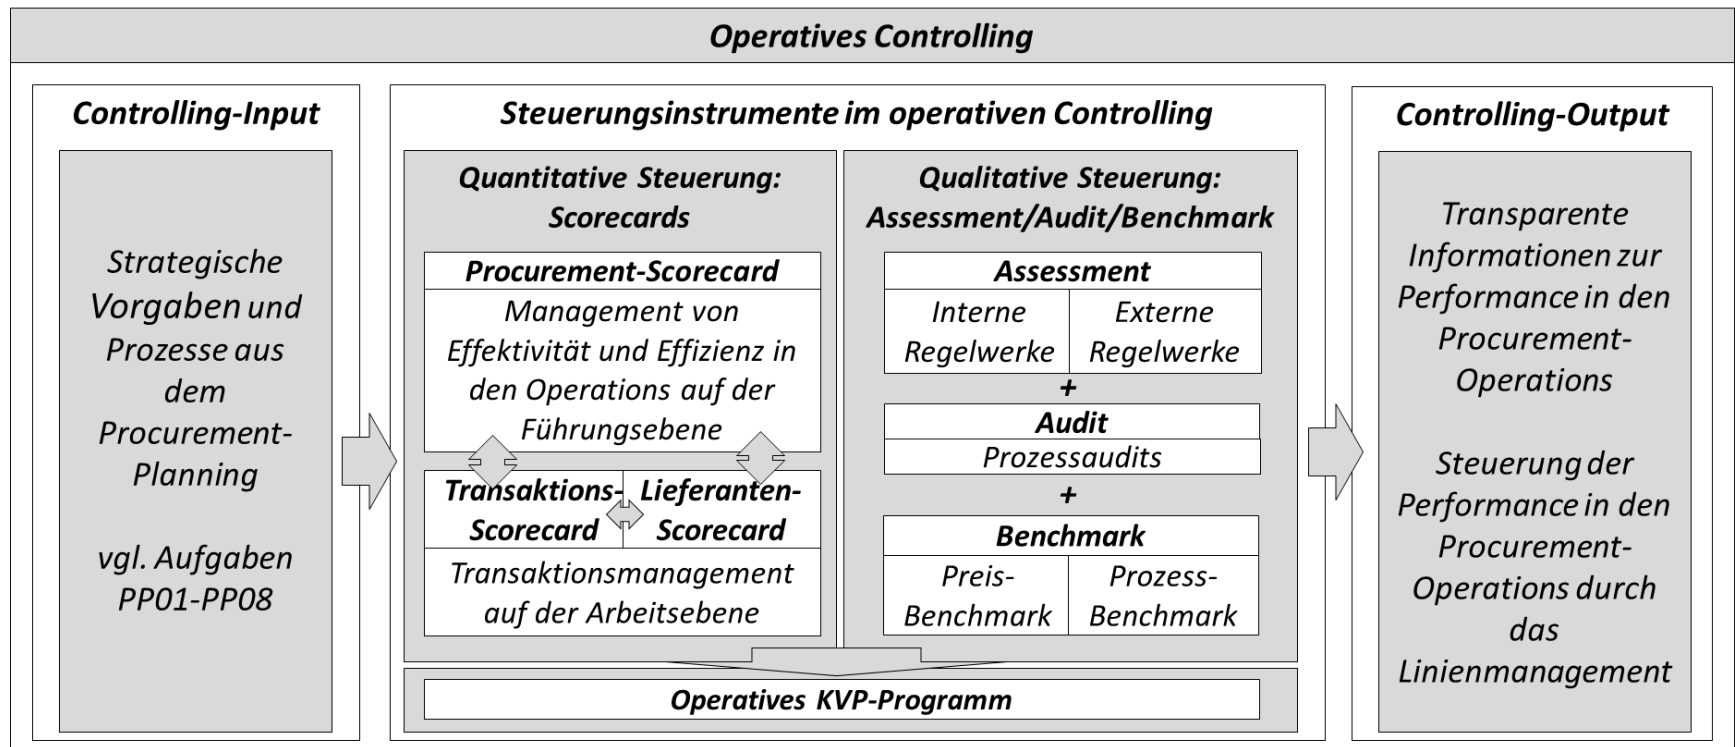 Operatives Controlling
Controlling-Input
Strategische
Vorgaben und
Prozesse aus
dem
Procurement-
Planning
vgl. Aufgaben
PP01-PP08
Steuerungsinstrumente im operativen Controlling
Quantitative Steuerung:
Scorecards
Procurement-Scorecard
Management von
Effektivität und Effizienz in
den Operations auf der
Führungsebene
Transaktions-
Scorecard
Lieferanten-
Scorecard
Transaktionsmanagement
auf der Arbeitsebene
Qualitative Steuerung:
Assessment/Audit/Benchmark
Assessment
Interne
Regelwerke
Externe
Regelwerke
+
Audit
Prozessaudits
+
Benchmark
Preis-
Benchmark
Prozess-
Benchmark
Operatives KVP-Programm
Controlling-Output
Transparente
Informationen zur
Performance in den
Procurement-
Operations
Steuerung der
Performance in den
Procurement-
Operations durch
das
Linienmanagement